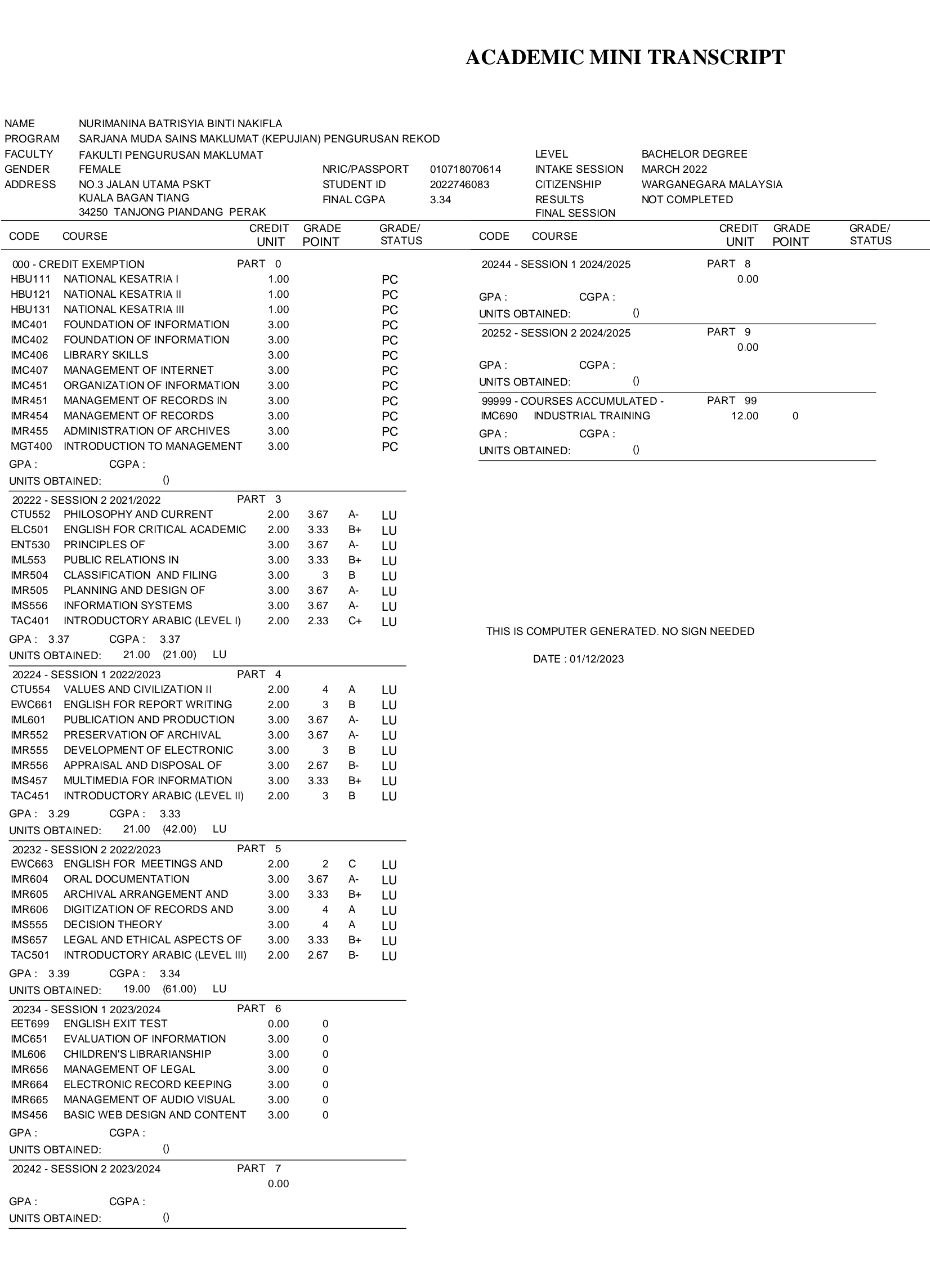 ACADEMIC MINI TRANSCRIPT
NAME NURIMANINA BATRISYIA BINTI NAKIFLA
PROGRAM SARJANA MUDA SAINS MAKLUMAT (KEPUJIAN) PENGURUSAN REKOD
FACULTY FAKULTI PENGURUSAN MAKLUMAT LEVEL BACHELOR DEGREE
GENDER FEMALE NRIC/PASSPORT 010718070614 INTAKE SESSION MARCH 2022
ADDRESS NO.3 JALAN UTAMA PSKT STUDENT ID 2022746083 CITIZENSHIP WARGANEGARA MALAYSIA
KUALA BAGAN TIANG FINAL CGPA 3.34 RESULTS NOT COMPLETED
34250 TANJONG PIANDANG PERAK FINAL SESSION
CODE COURSE CREDIT UNIT GRADE POINT GRADE/ STATUS
000 - CREDIT EXEMPTION PART 0
HBU111 NATIONAL KESATRIA I 1.00 PC
HBU121 NATIONAL KESATRIA II 1.00 PC
HBU131 NATIONAL KESATRIA III 1.00 PC
IMC401 FOUNDATION OF INFORMATION 3.00 PC
IMC402 FOUNDATION OF INFORMATION 3.00 PC
IMC406 LIBRARY SKILLS 3.00 PC
IMC407 MANAGEMENT OF INTERNET 3.00 PC
IMC451 ORGANIZATION OF INFORMATION 3.00 PC
IMR451 MANAGEMENT OF RECORDS IN 3.00 PC
IMR454 MANAGEMENT OF RECORDS 3.00 PC
IMR455 ADMINISTRATION OF ARCHIVES 3.00 PC
MGT400 INTRODUCTION TO MANAGEMENT 3.00 PC
GPA : CGPA :
UNITS OBTAINED: ()
20222 - SESSION 2 2021/2022 PART 3
CTU552 PHILOSOPHY AND CURRENT 2.00 3.67 A- LU
ELC501 ENGLISH FOR CRITICAL ACADEMIC 2.00 3.33 B+ LU
ENT530 PRINCIPLES OF 3.00 3.67 A- LU
IML553 PUBLIC RELATIONS IN 3.00 3.33 B+ LU
IMR504 CLASSIFICATION AND FILING 3.00 3 B LU
IMR505 PLANNING AND DESIGN OF 3.00 3.67 A- LU
IMS556 INFORMATION SYSTEMS 3.00 3.67 A- LU
TAC401 INTRODUCTORY ARABIC (LEVEL I) 2.00 2.33 C+ LU
GPA : 3.37 CGPA : 3.37
UNITS OBTAINED: 21.00 (21.00) LU
20224 - SESSION 1 2022/2023 PART 4
CTU554 VALUES AND CIVILIZATION II 2.00 4 A LU
EWC661 ENGLISH FOR REPORT WRITING 2.00 3 B LU
IML601 PUBLICATION AND PRODUCTION 3.00 3.67 A- LU
IMR552 PRESERVATION OF ARCHIVAL 3.00 3.67 A- LU
IMR555 DEVELOPMENT OF ELECTRONIC 3.00 3 B LU
IMR556 APPRAISAL AND DISPOSAL OF 3.00 2.67 B- LU
IMS457 MULTIMEDIA FOR INFORMATION 3.00 3.33 B+ LU
TAC451 INTRODUCTORY ARABIC (LEVEL II) 2.00 3 B LU
GPA : 3.29 CGPA : 3.33
UNITS OBTAINED: 21.00 (42.00) LU
20232 - SESSION 2 2022/2023 PART 5
EWC663 ENGLISH FOR MEETINGS AND 2.00 2 C LU
IMR604 ORAL DOCUMENTATION 3.00 3.67 A- LU
IMR605 ARCHIVAL ARRANGEMENT AND 3.00 3.33 B+ LU
IMR606 DIGITIZATION OF RECORDS AND 3.00 4 A LU
IMS555 DECISION THEORY 3.00 4 A LU
IMS657 LEGAL AND ETHICAL ASPECTS OF 3.00 3.33 B+ LU
TAC501 INTRODUCTORY ARABIC (LEVEL III) 2.00 2.67 B- LU
GPA : 3.39 CGPA : 3.34
UNITS OBTAINED: 19.00 (61.00) LU
20234 - SESSION 1 2023/2024 PART 6
EET699 ENGLISH EXIT TEST 0.00 0
IMC651 EVALUATION OF INFORMATION 3.00 0
IML606 CHILDREN'S LIBRARIANSHIP 3.00 0
IMR656 MANAGEMENT OF LEGAL 3.00 0
IMR664 ELECTRONIC RECORD KEEPING 3.00 0
IMR665 MANAGEMENT OF AUDIO VISUAL 3.00 0
IMS456 BASIC WEB DESIGN AND CONTENT 3.00 0
GPA : CGPA :
UNITS OBTAINED: ()
20242 - SESSION 2 2023/2024 PART 7
0.00
GPA : CGPA :
UNITS OBTAINED: ()
CODE COURSE CREDIT UNIT GRADE POINT GRADE/ STATUS
20244 - SESSION 1 2024/2025 PART 8
0.00
GPA : CGPA :
UNITS OBTAINED: ()
20252 - SESSION 2 2024/2025 PART 9
0.00
GPA : CGPA :
UNITS OBTAINED: ()
99999 - COURSES ACCUMULATED - PART 99
IMC690 INDUSTRIAL TRAINING 12.00 0
GPA : CGPA :
UNITS OBTAINED: ()
THIS IS COMPUTER GENERATED. NO SIGN NEEDED
DATE : 01/12/2023